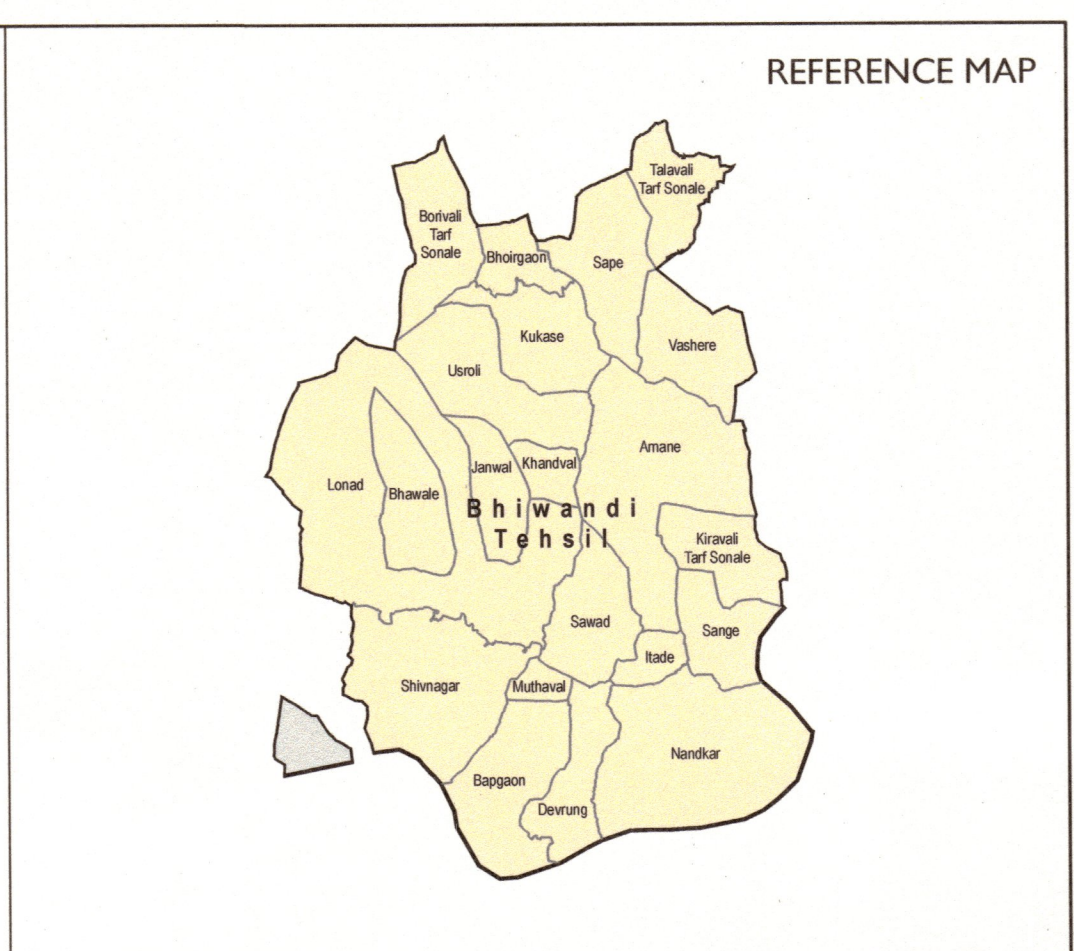 REFERENCE MAP
Talavali
Tarf Sonale
Borivali
Tarf
Sonale
Bhoirgaon
Sape
Kukase
Vashere
Usroli
Amane
Khandval
Janwal
Lonad
Bhawale
Bhiwandi
Tehsil
Kiravali
Tarf Sonale
Sawad
Sange
Itade
Shivnagar
Muthaval
Nandkar
Bapgaon
Devrung